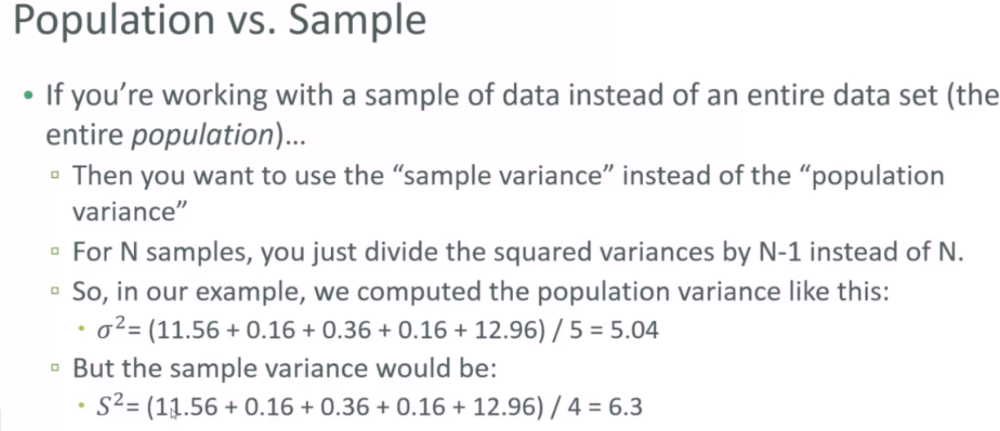 Population vs. Sample
• If you’re working with a sample of data instead of an entire data set (the
entire population)…
▫ Then you want to use the “sample variance” instead of the “population
variance”
▫ For N samples, you just divide the squared variances by N-1 instead of N.
▫ So, in our example, we computed the population variance like this:
• σ²= (11.56 + 0.16 + 0.36 + 0.16 + 12.96) / 5 = 5.04
▫ But the sample variance would be:
• S²= (11.56 + 0.16 + 0.36 + 0.16 + 12.96) / 4 = 6.3